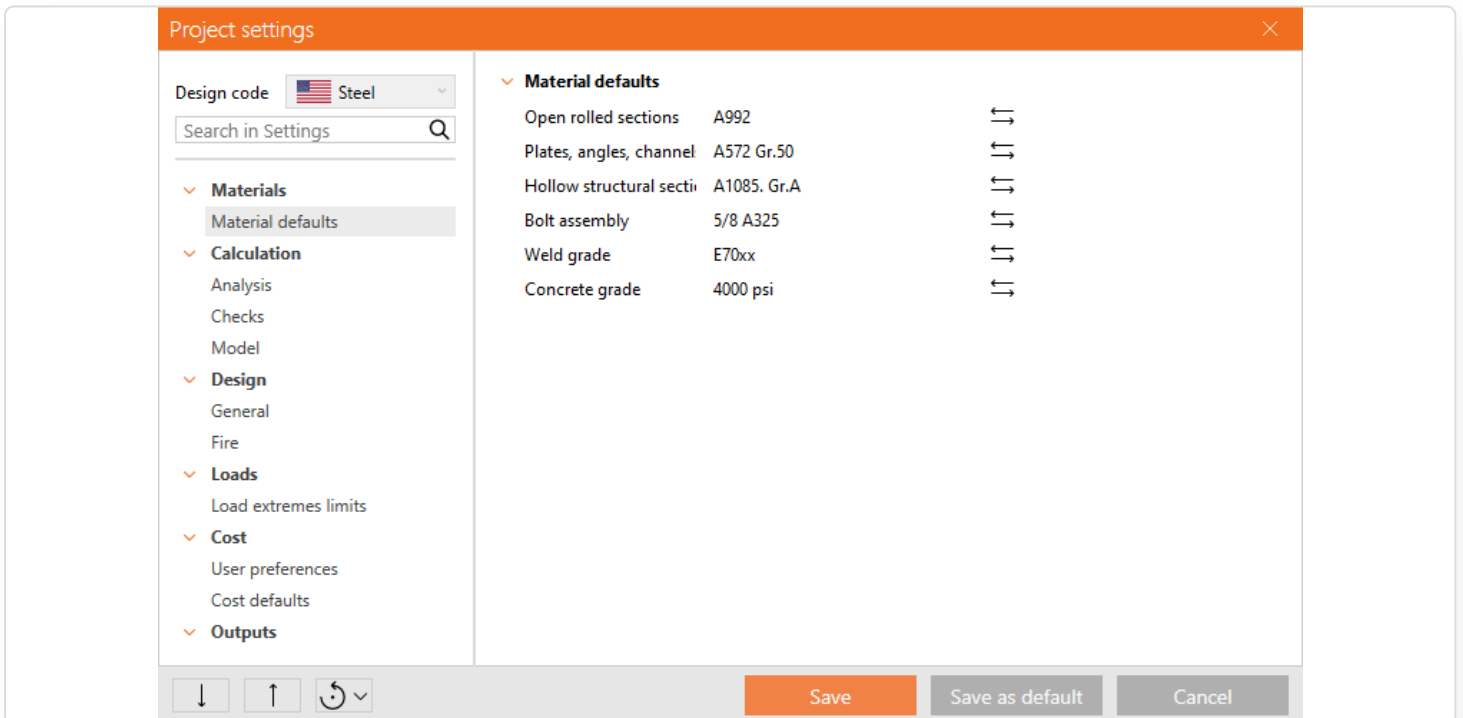 Project settings
Design code
Steel
Search in Settings
Materials
Material defaults
Calculation
Analysis
Checks
Model
Design
General
Fire
Loads
Load extremes limits
Cost
User preferences
Cost defaults
Outputs
Material defaults
Open rolled sections A992
Plates, angles, channel A572 Gr.50
Hollow structural secti A1085. Gr.A
Bolt assembly 5/8 A325
Weld grade E70xx
Concrete grade 4000 psi
Save Save as default Cancel